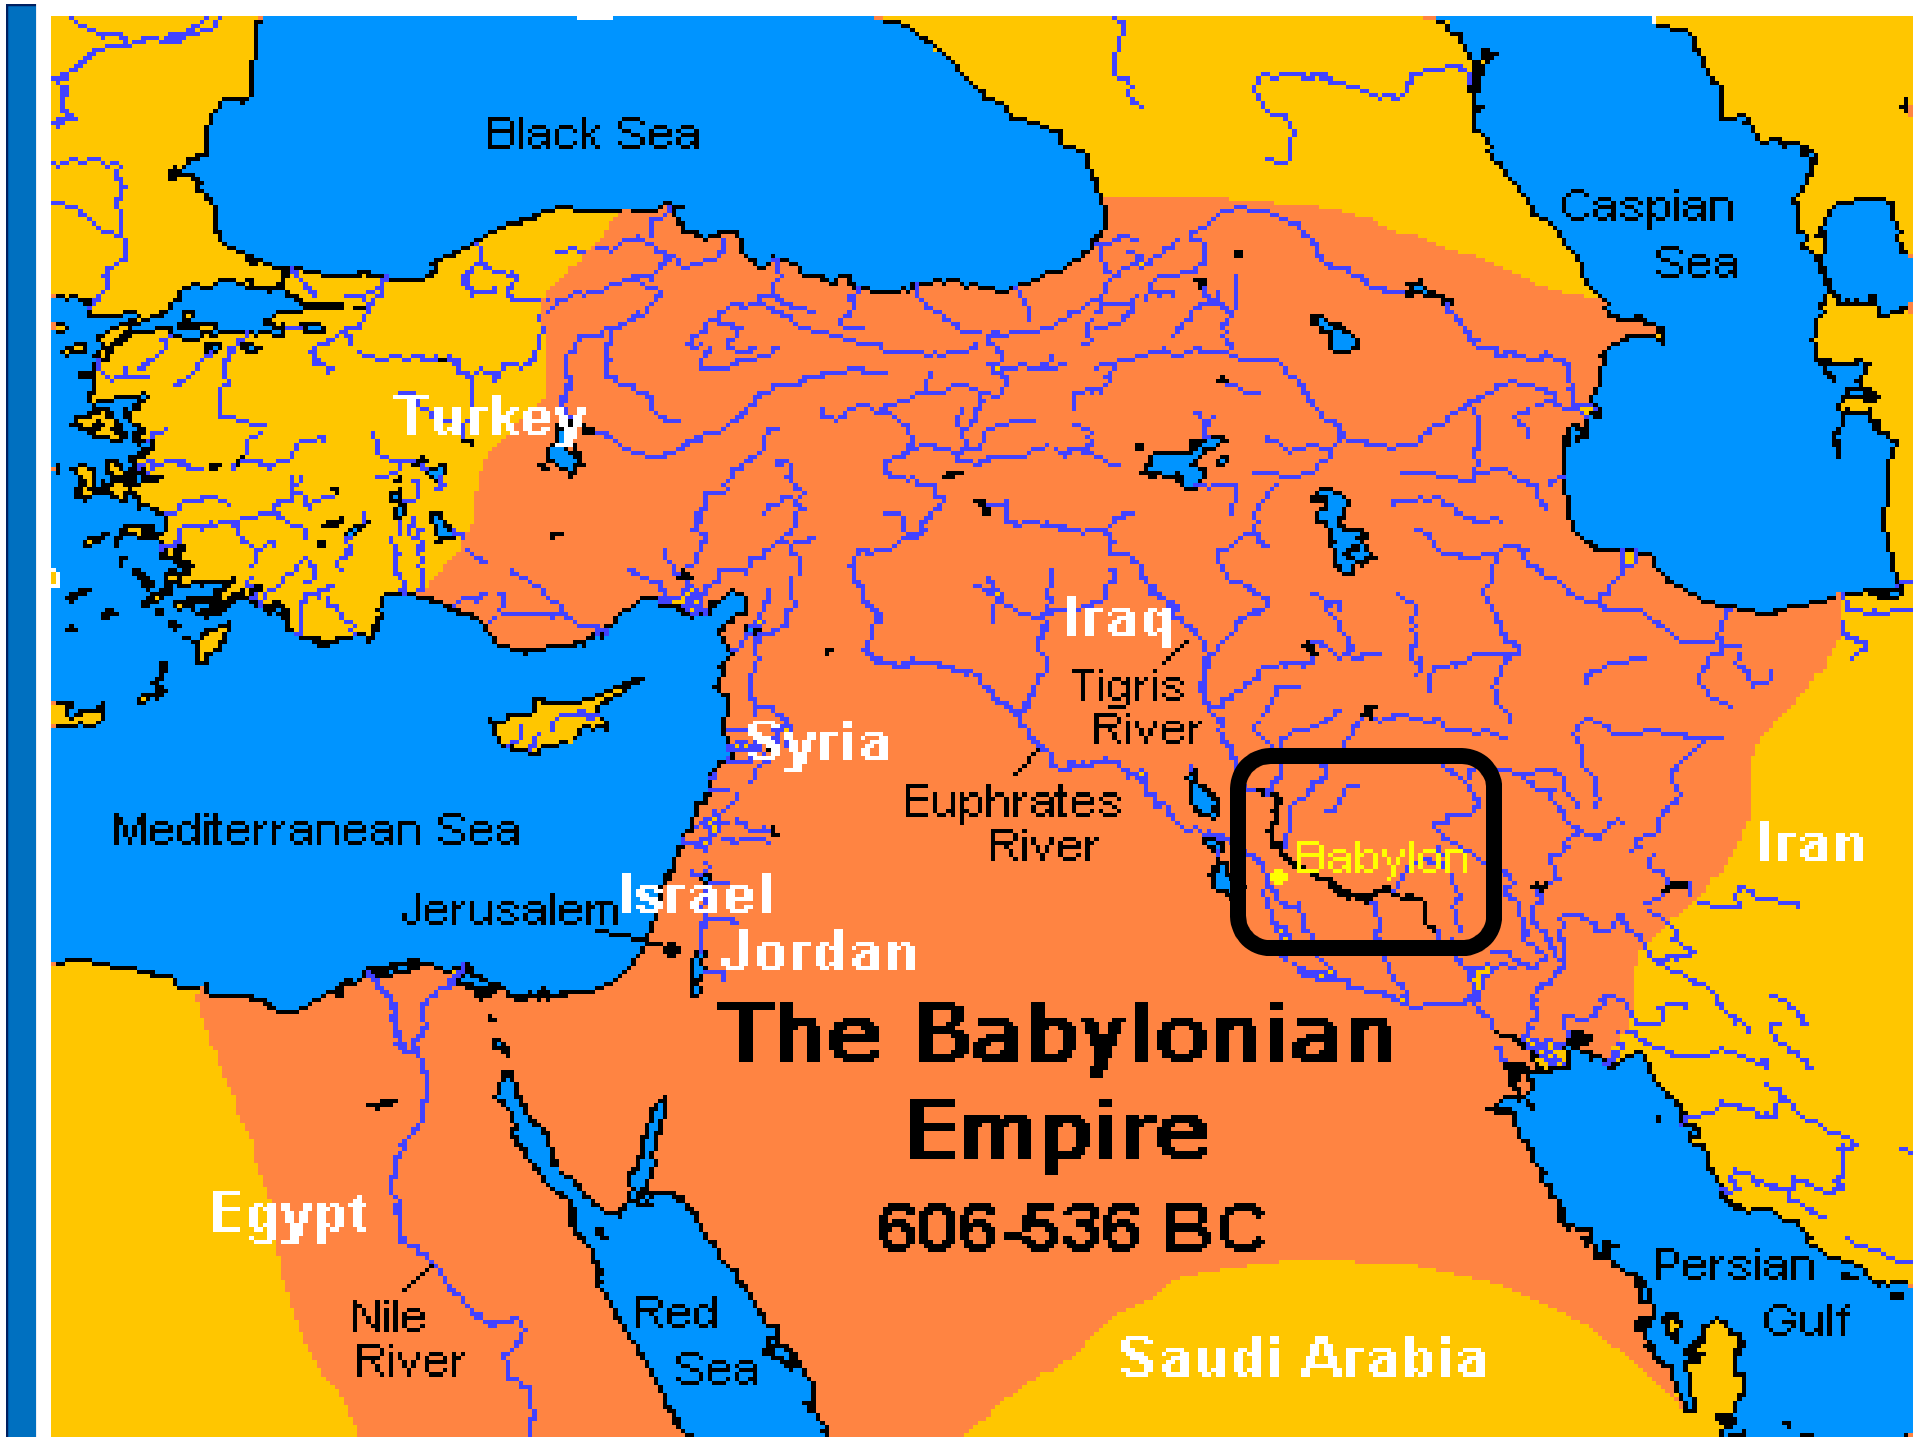 Black Sea
Caspian
Sea
Turkey
Iraq
Tigris
River
Syria
Euphrates
River
Mediterranean Sea
Babylon
Iran
Israel
Jerusalem
Jordan
The Babylonian
Empire
606-536 BC
Egypt
Nile
River
Red
Sea
Saudi Arabia
Persian
Gulf